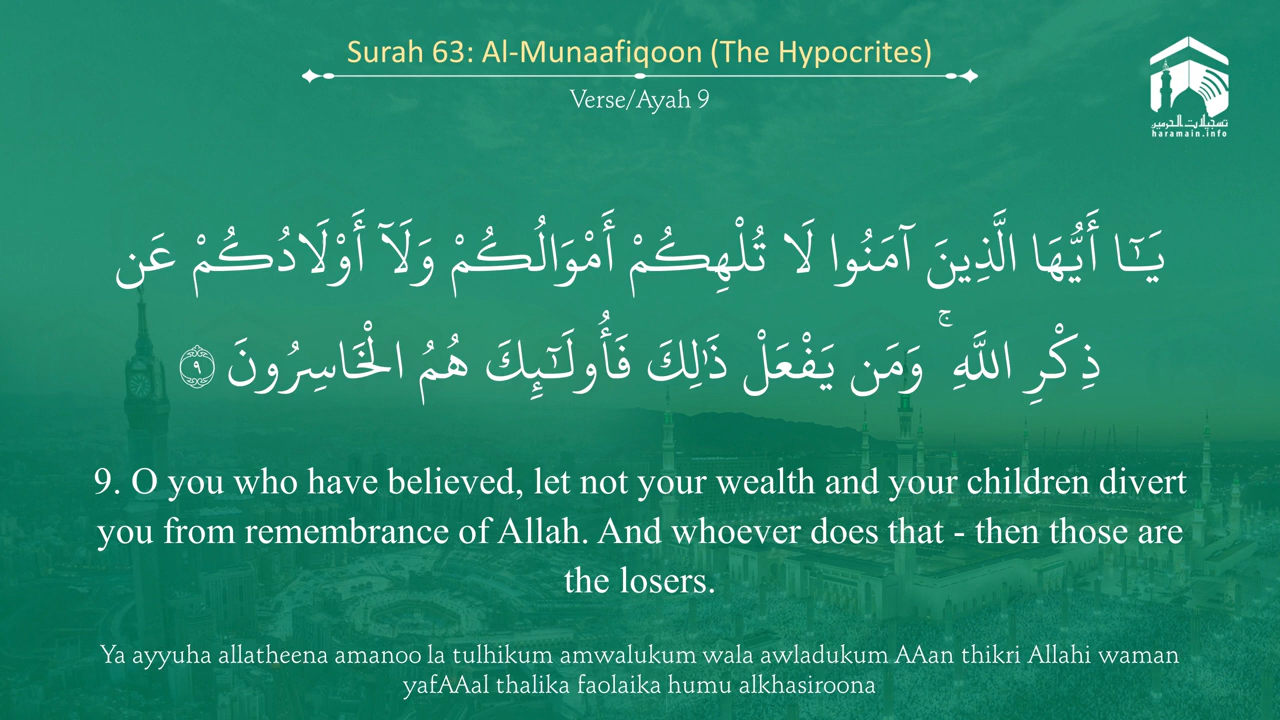 Surah 63: Al-Munaafiqoon (The Hypocrites)
Verse/Ayah 9
تسجيلات الحرمين
haramain.info
يَـٰٓا أَيُّهَا الَّذِينَ آمَنُوا لَا تُلْهِكُمْ أَمْوَالُكُمْ وَلَآ أَوْلَادُكُمْ عَن
ذِكْرِ اللَّهِ ۚ وَمَن يَفْعَلْ ذَٰلِكَ فَأُولَـٰٓئِكَ هُمُ الْخَاسِرُونَ ٩
9. O you who have believed, let not your wealth and your children divert
you from remembrance of Allah. And whoever does that - then those are
the losers.
Ya ayyuha allatheena amanoo la tulhikum amwalukum wala awladukum AAan thikri Allahi waman
yafAAal thalika faolaika humu alkhasiroona